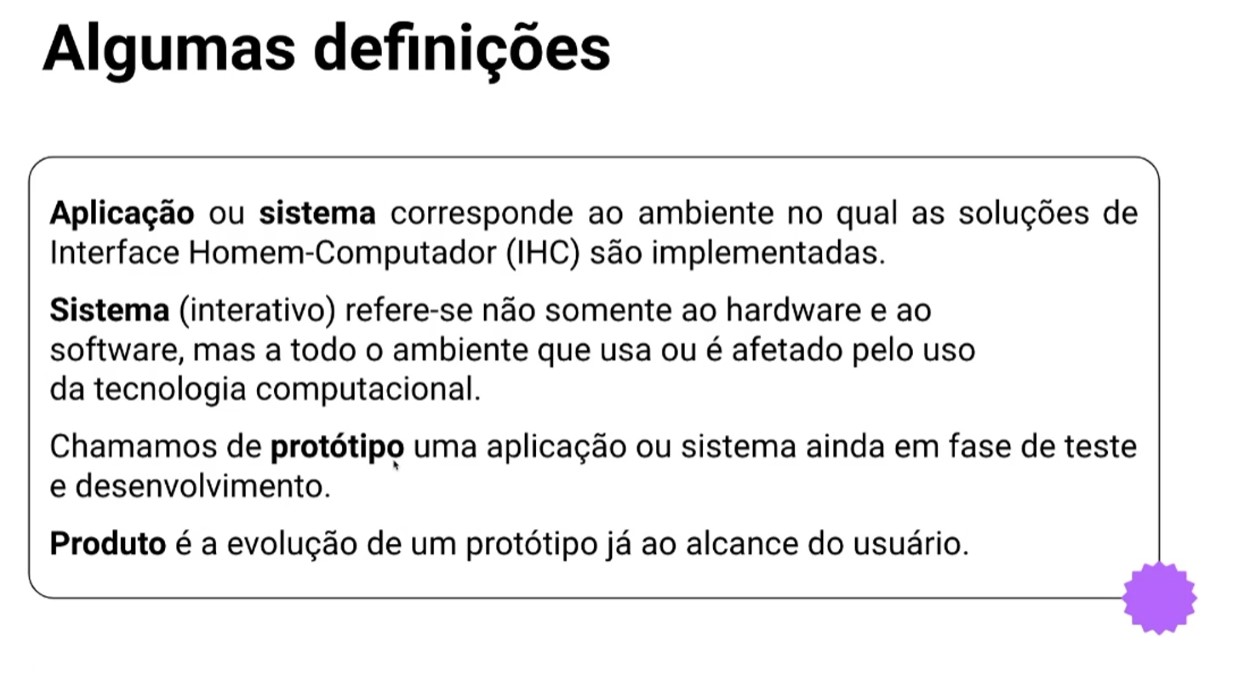 Algumas definições
Aplicação ou sistema corresponde ao ambiente no qual as soluções de
Interface Homem-Computador (IHC) são implementadas.
Sistema (interativo) refere-se não somente ao hardware e ao
software, mas a todo o ambiente que usa ou é afetado pelo uso
da tecnologia computacional.
Chamamos de protótipo uma aplicação ou sistema ainda em fase de teste
e desenvolvimento.
Produto é a evolução de um protótipo já ao alcance do usuário.